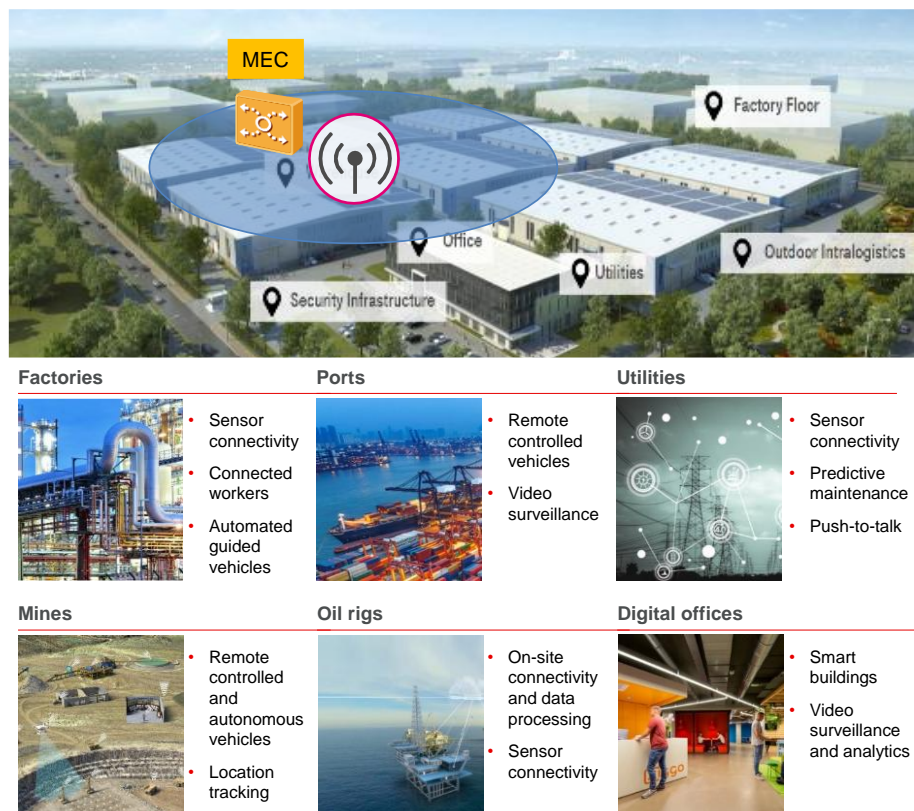 MEC
Factory Floor
Office
Outdoor Intralogistics
Utilities
Security Infrastructure
Factories
Sensor
connectivity
Connected
workers
Automated
guided
vehicles
Ports
Remote
controlled
vehicles
Video
surveillance
Utilities
Sensor
connectivity
Predictive
maintenance
Push-to-talk
Mines
Remote
controlled
and
autonomous
vehicles
Location
tracking
Oil rigs
On-site
connectivity
and data
processing
Sensor
connectivity
Digital offices
Smart
buildings
Video
surveillance
and analytics